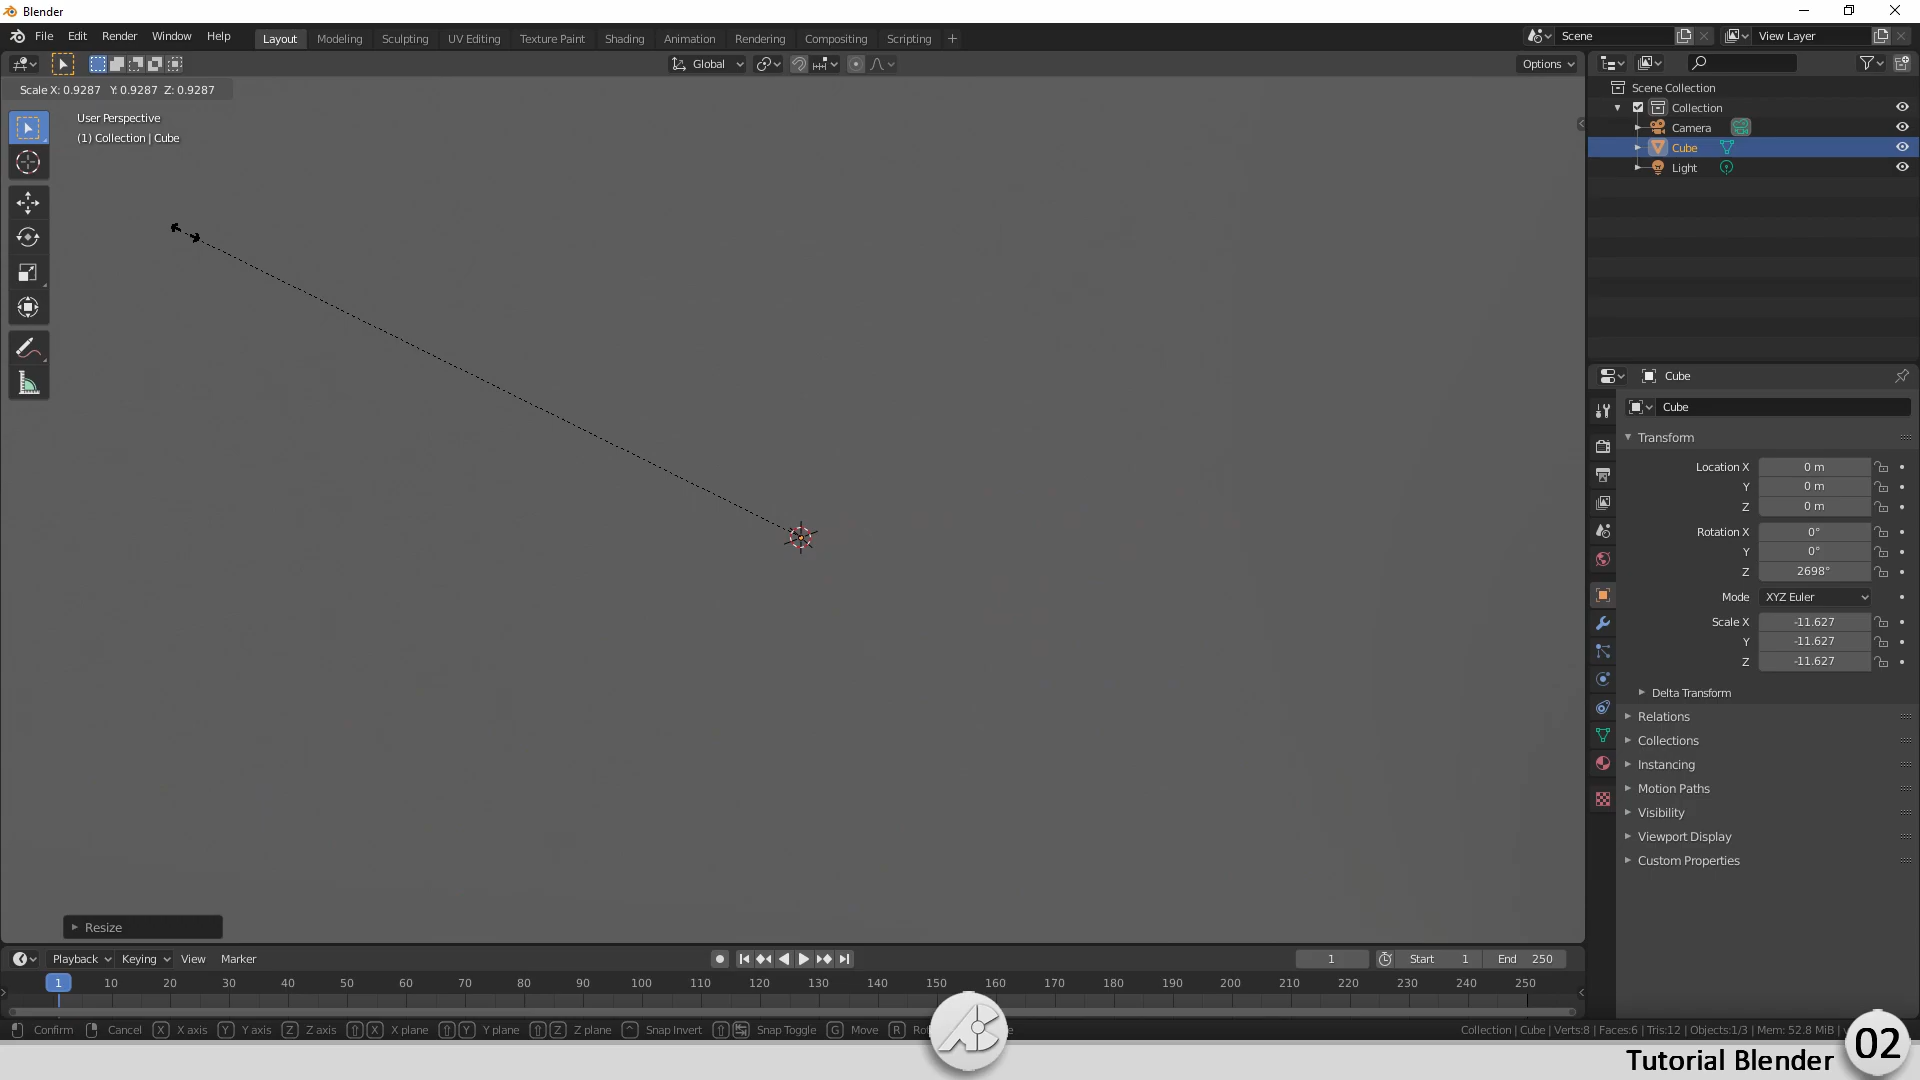 Blender
File Edit Render Window Help
Layout Modeling Sculpting UV Editing Texture Paint Shading Animation Rendering Compositing Scripting
Scene
View Layer
Global
Options
Scale X: 0.9287 Y: 0.9287 Z: 0.9287
User Perspective
(1) Collection | Cube
Scene Collection
Collection
Camera
Cube
Light
Cube
Cube
Transform
Location X 0 m
Y 0 m
Z 0 m
Rotation X 0°
Y 0°
Z 2698°
Mode XYZ Euler
Scale X -11.627
Y -11.627
Z -11.627
Delta Transform
Relations
Collections
Instancing
Motion Paths
Visibility
Viewport Display
Custom Properties
Resize
Playback Keying View Marker
1 Start 1 End 250
1 10 20 30 40 50 60 70 80 90 100 110 120 130 140 150 160 170 180 190 200 210 220 230 240 250
Confirm Cancel X X axis Y Y axis Z Z axis X X plane Y Y plane Z Z plane Snap Invert Snap Toggle G Move R
Collection | Cube | Verts:8 | Faces:6 | Tris:12 | Objects:1/3 | Mem: 52.8 MiB |
Tutorial Blender 02